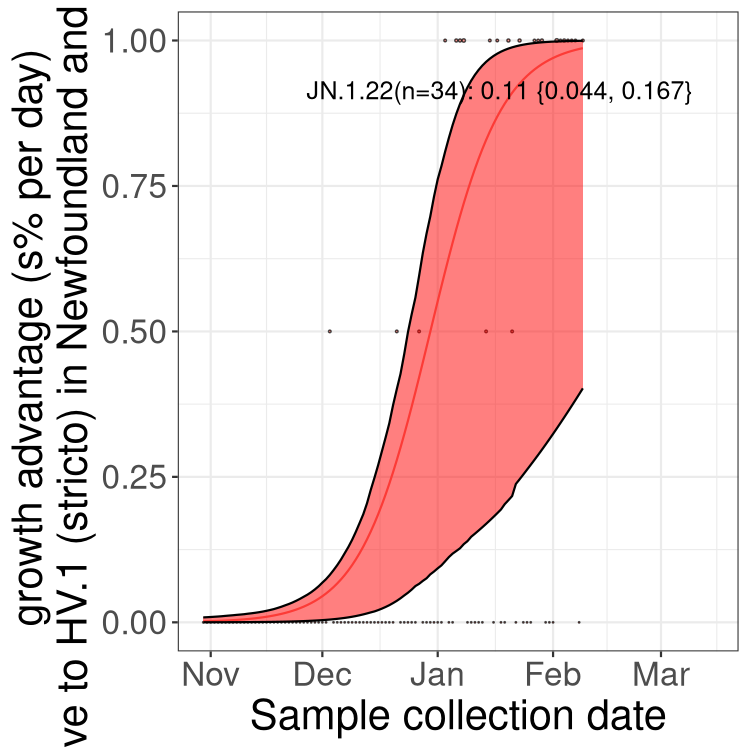 growth advantage (s% per day)
ve to HV.1 (stricto) in Newfoundland and
1.00
0.75
0.50
0.25
0.00
JN.1.22(n=34): 0.11 {0.044, 0.167}
Nov Dec Jan Feb Mar
Sample collection date